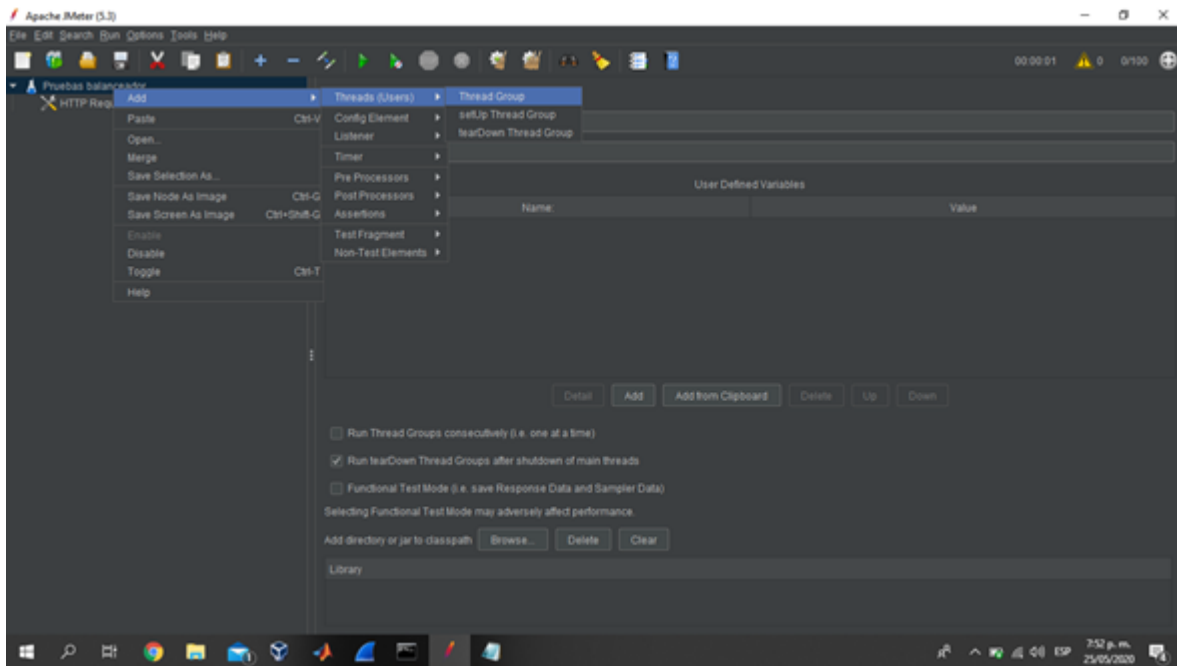 Apache JMeter (5.3)
File Edit Search Run Options Tools Help
00:00:01 0 0/100
Pruebas balanceador
HTTP Requ
Add
Paste Ctrl-V
Open...
Merge
Save Selection As...
Save Node As Image Ctrl-G
Save Screen As Image Ctrl+Shift-G
Enable
Disable
Toggle Ctrl-T
Help
Threads (Users)
Config Element
Listener
Timer
Pre Processors
Post Processors
Assertions
Test Fragment
Non-Test Elements
Thread Group
setUp Thread Group
tearDown Thread Group
User Defined Variables
Name: Value
Detail Add Add from Clipboard Delete Up Down
Run Thread Groups consecutively (i.e. one at a time)
Run tearDown Thread Groups after shutdown of main threads
Functional Test Mode (i.e. save Response Data and Sampler Data)
Selecting Functional Test Mode may adversely affect performance.
Add directory or jar to classpath Browse... Delete Clear
Library
ESP
7:52 p. m.
25/05/2020